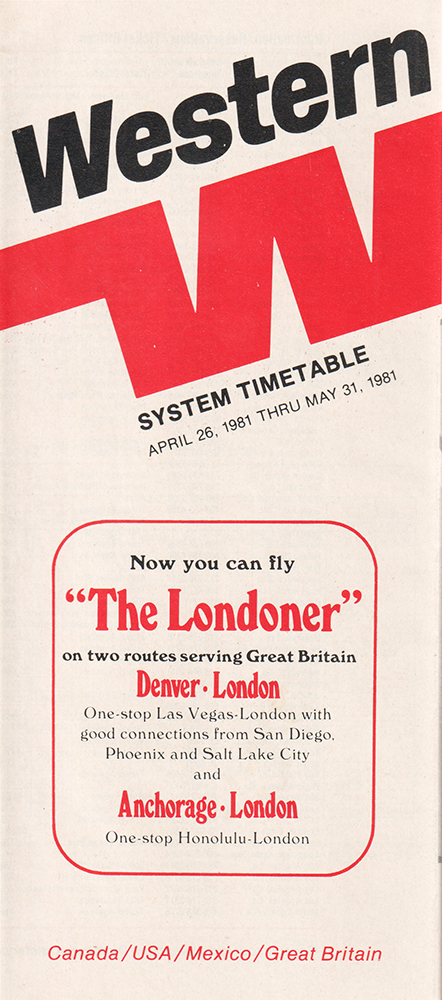 Western
SYSTEM TIMETABLE
APRIL 26, 1981 THRU MAY 31, 1981
Now you can fly
“The Londoner”
on two routes serving Great Britain
Denver • London
One-stop Las Vegas-London with
good connections from San Diego,
Phoenix and Salt Lake City
and
Anchorage • London
One-stop Honolulu-London
Canada/USA/Mexico/Great Britain